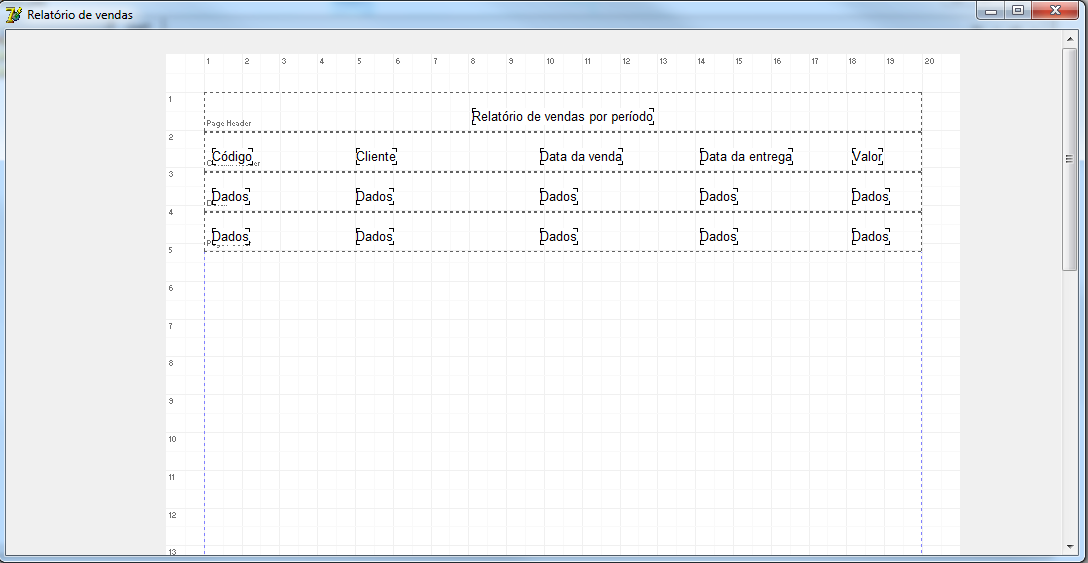 Relatório de vendas
1 2 3 4 5 6 7 8 9 10 11 12 13 14 15 16 17 18 19 20
1
Relatório de vendas por período
Page Header
2
Código Cliente Data da venda Data da entrega Valor
Header
3
Dados Dados Dados Dados Dados
4
Dados Dados Dados Dados Dados
5
6
7
8
9
10
11
12
13